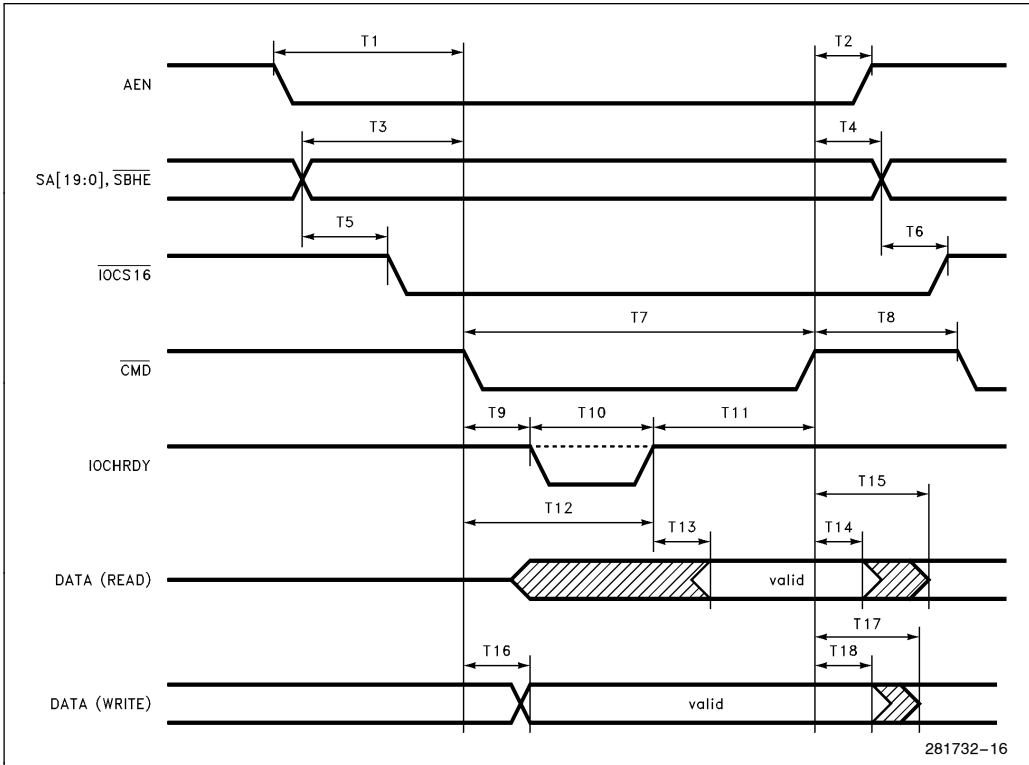 T1
T2
AEN
T3
T4
SA[19:0], SBHE
T5
T6
IOCS16
T7
T8
CMD
T9
T10
T11
IOCHRDY
T15
T12
T13
T14
DATA (READ)
valid
T17
T16
T18
DATA (WRITE)
valid
281732–16